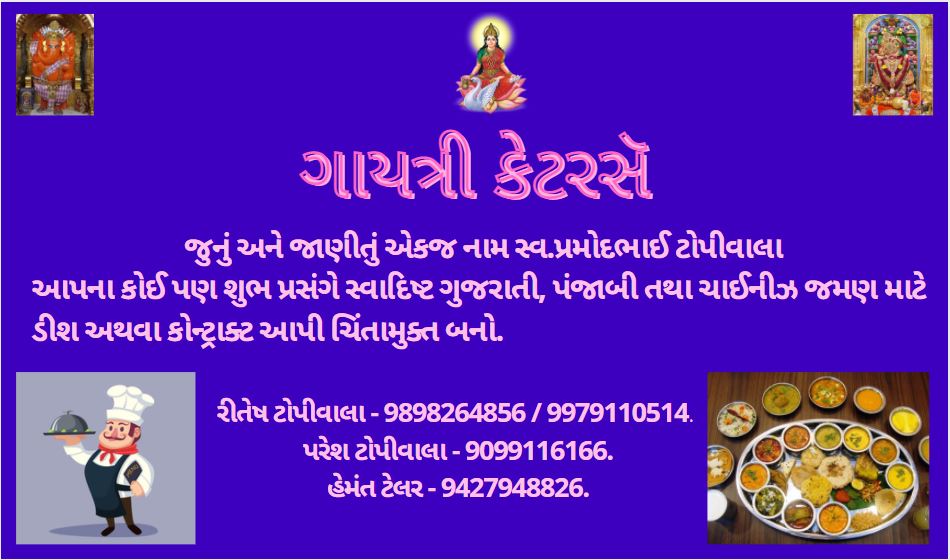 ગાયત્રી કેટરસૅ
જુનું અને જાણીતું એકજ નામ સ્વ.પ્રમોદભાઈ ટોપીવાલા
આપના કોઈ પણ શુભ પ્રસંગે સ્વાદિષ્ટ ગુજરાતી, પંજાબી તથા ચાઈનીઝ જમણ માટે
ડીશ અથવા કોન્ટ્રાક્ટ આપી ચિંતામુક્ત બનો.
રીતેષ ટોપીવાલા - 9898264856 / 9979110514.
પરેશ ટોપીવાલા - 9099116166.
હેમંત ટેલર - 9427948826.